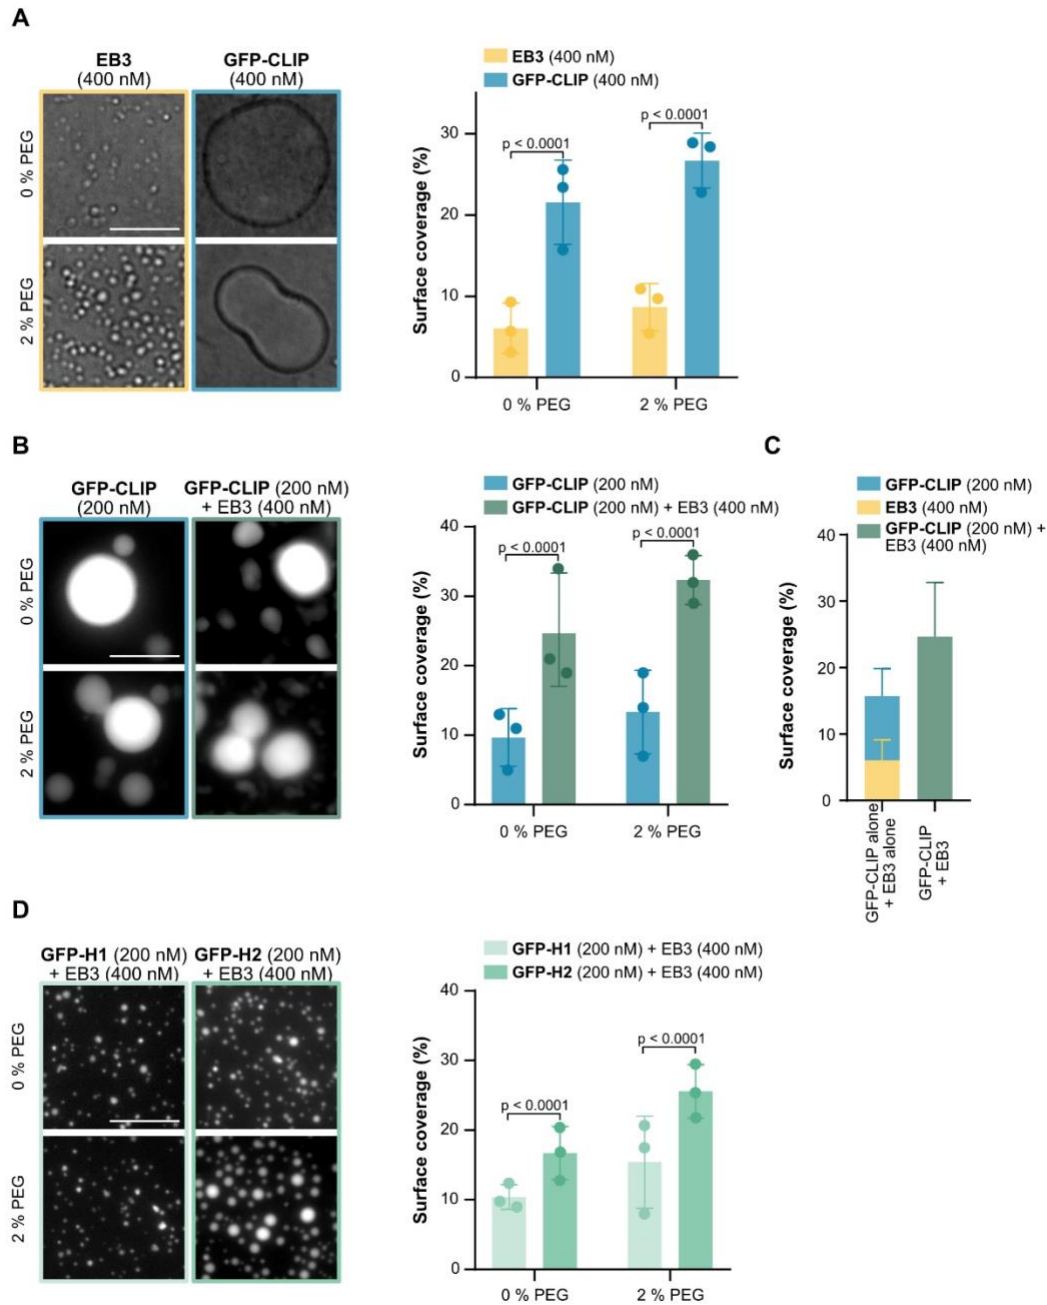 A
EB3
(400 nM)
GFP-CLIP
(400 nM)
0 % PEG
2 % PEG
EB3 (400 nM)
GFP-CLIP (400 nM)
Surface coverage (%)
30
20
10
0
p < 0.0001
p < 0.0001
0 % PEG
2 % PEG
B
GFP-CLIP
(200 nM)
GFP-CLIP (200 nM)
+ EB3 (400 nM)
0 % PEG
2 % PEG
GFP-CLIP (200 nM)
GFP-CLIP (200 nM) + EB3 (400 nM)
Surface coverage (%)
40
30
20
10
0
p < 0.0001
p < 0.0001
0 % PEG
2 % PEG
C
GFP-CLIP (200 nM)
EB3 (400 nM)
GFP-CLIP (200 nM) +
EB3 (400 nM)
Surface coverage (%)
40
30
20
10
0
GFP-CLIP alone
+ EB3 alone
GFP-CLIP
+ EB3
D
GFP-H1 (200 nM)
+ EB3 (400 nM)
GFP-H2 (200 nM)
+ EB3 (400 nM)
0 % PEG
2 % PEG
GFP-H1 (200 nM) + EB3 (400 nM)
GFP-H2 (200 nM) + EB3 (400 nM)
Surface coverage (%)
40
30
20
10
0
p < 0.0001
p < 0.0001
0 % PEG
2 % PEG